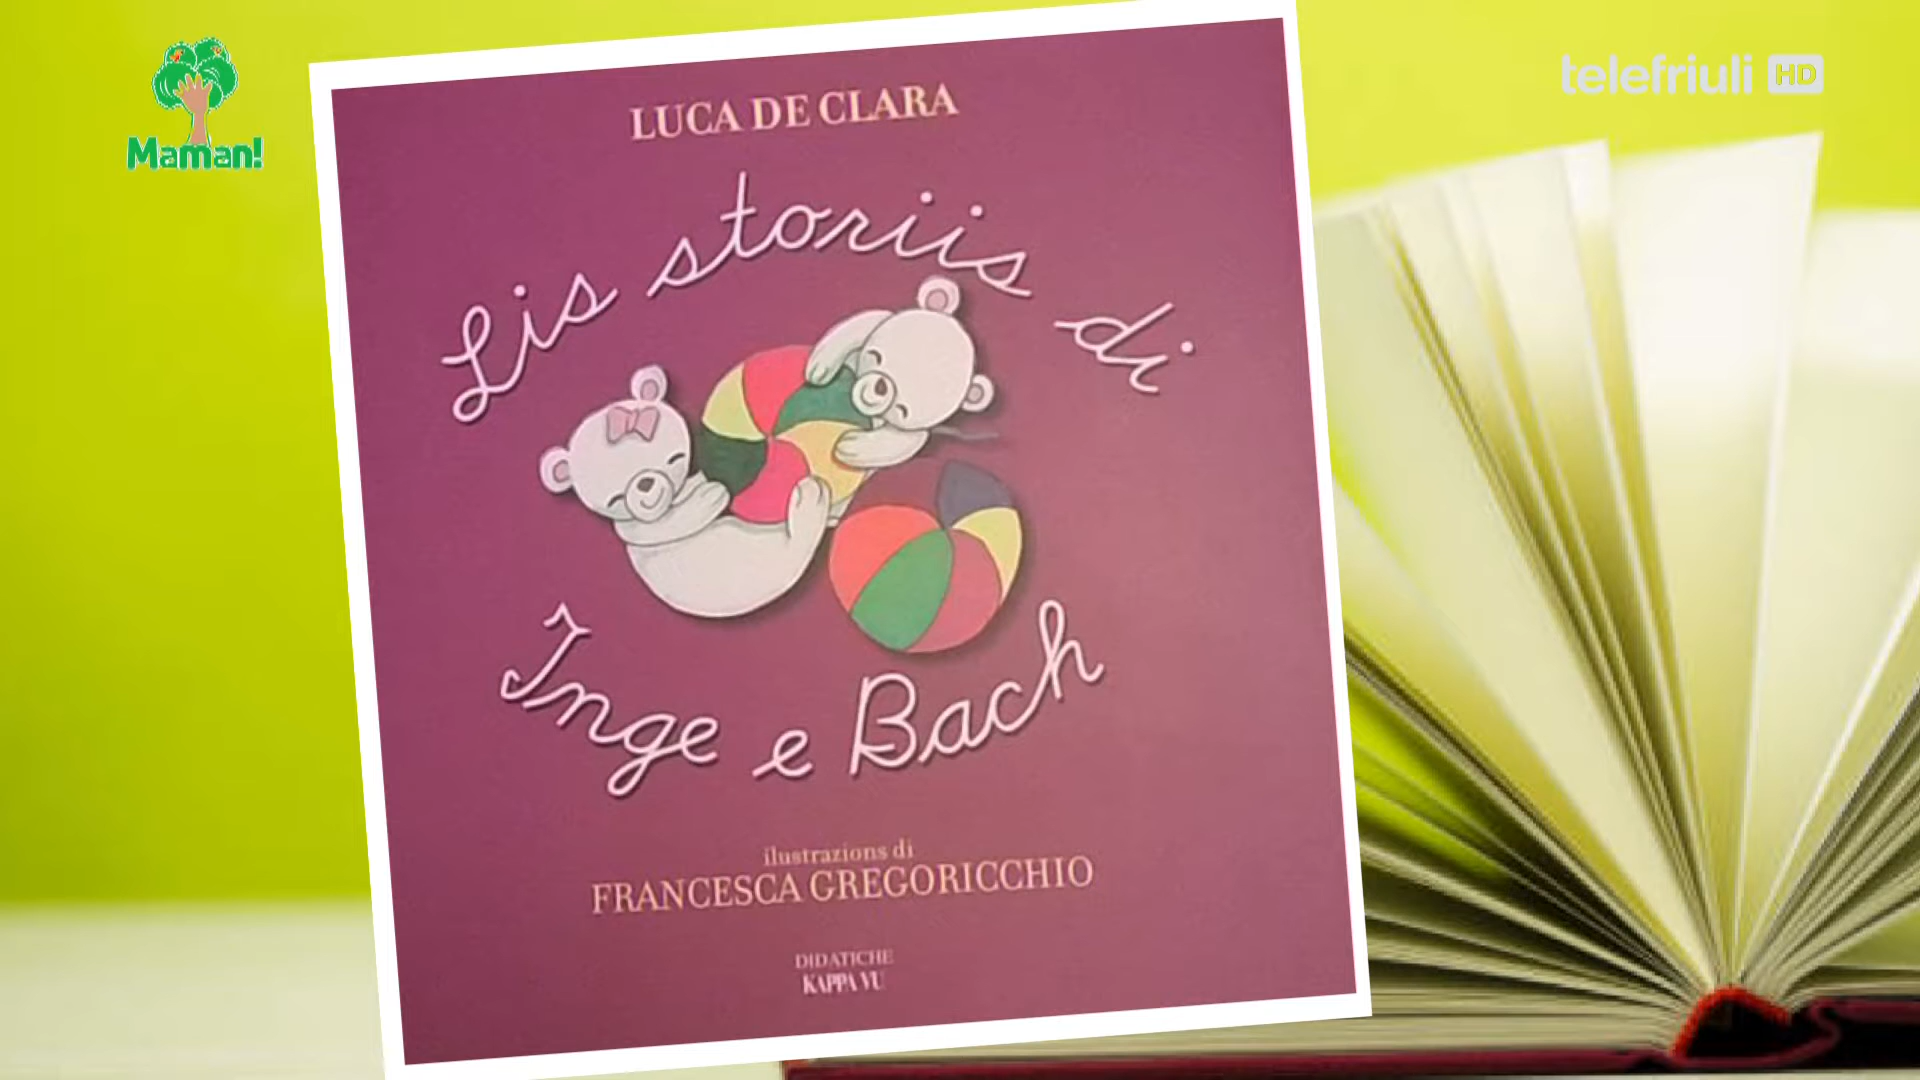 Maman!
telefriuli HD
LUCA DE CLARA
Lis storiis di
Inge e Bach
ilustrazions di
FRANCESCA GREGORICCHIO
DIDATICHE
KAPPA VU